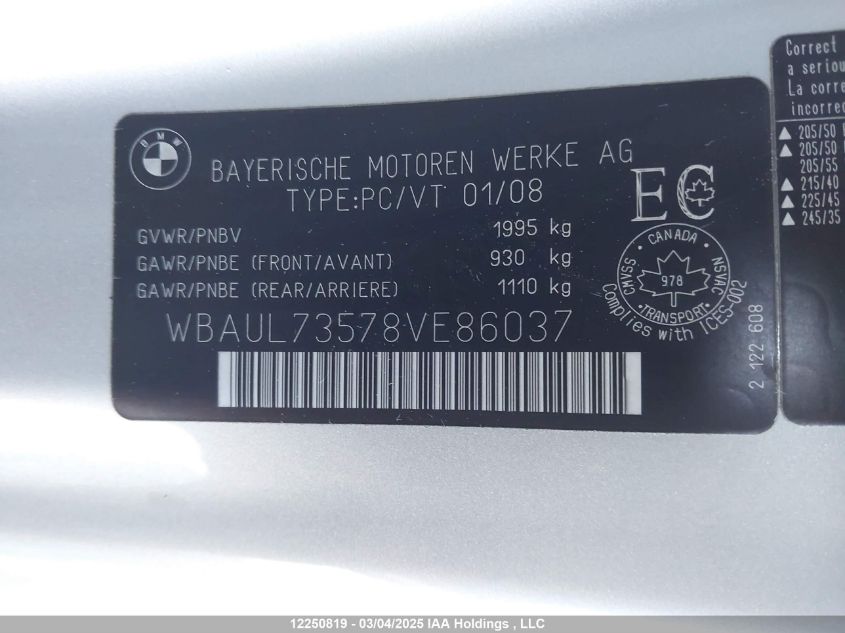 BMW
BAYERISCHE MOTOREN WERKE AG
TYPE:PC/VT 01/08
GVWR/PNBV 1995 kg
GAWR/PNBE (FRONT/AVANT) 930 kg
GAWR/PNBE (REAR/ARRIERE) 1110 kg
WBAUL73578VE86037
EC
CANADA
CMVSS 978 NSVAC
TRANSPORT
Complies with ICES-002
2 122 608
Correct
a seriou
La corre
incorrec
▲ 205/50
▲ 205/50
205/55
▲ 215/40
▲ 225/45
▲ 245/35
12250819 - 03/04/2025 IAA Holdings , LLC